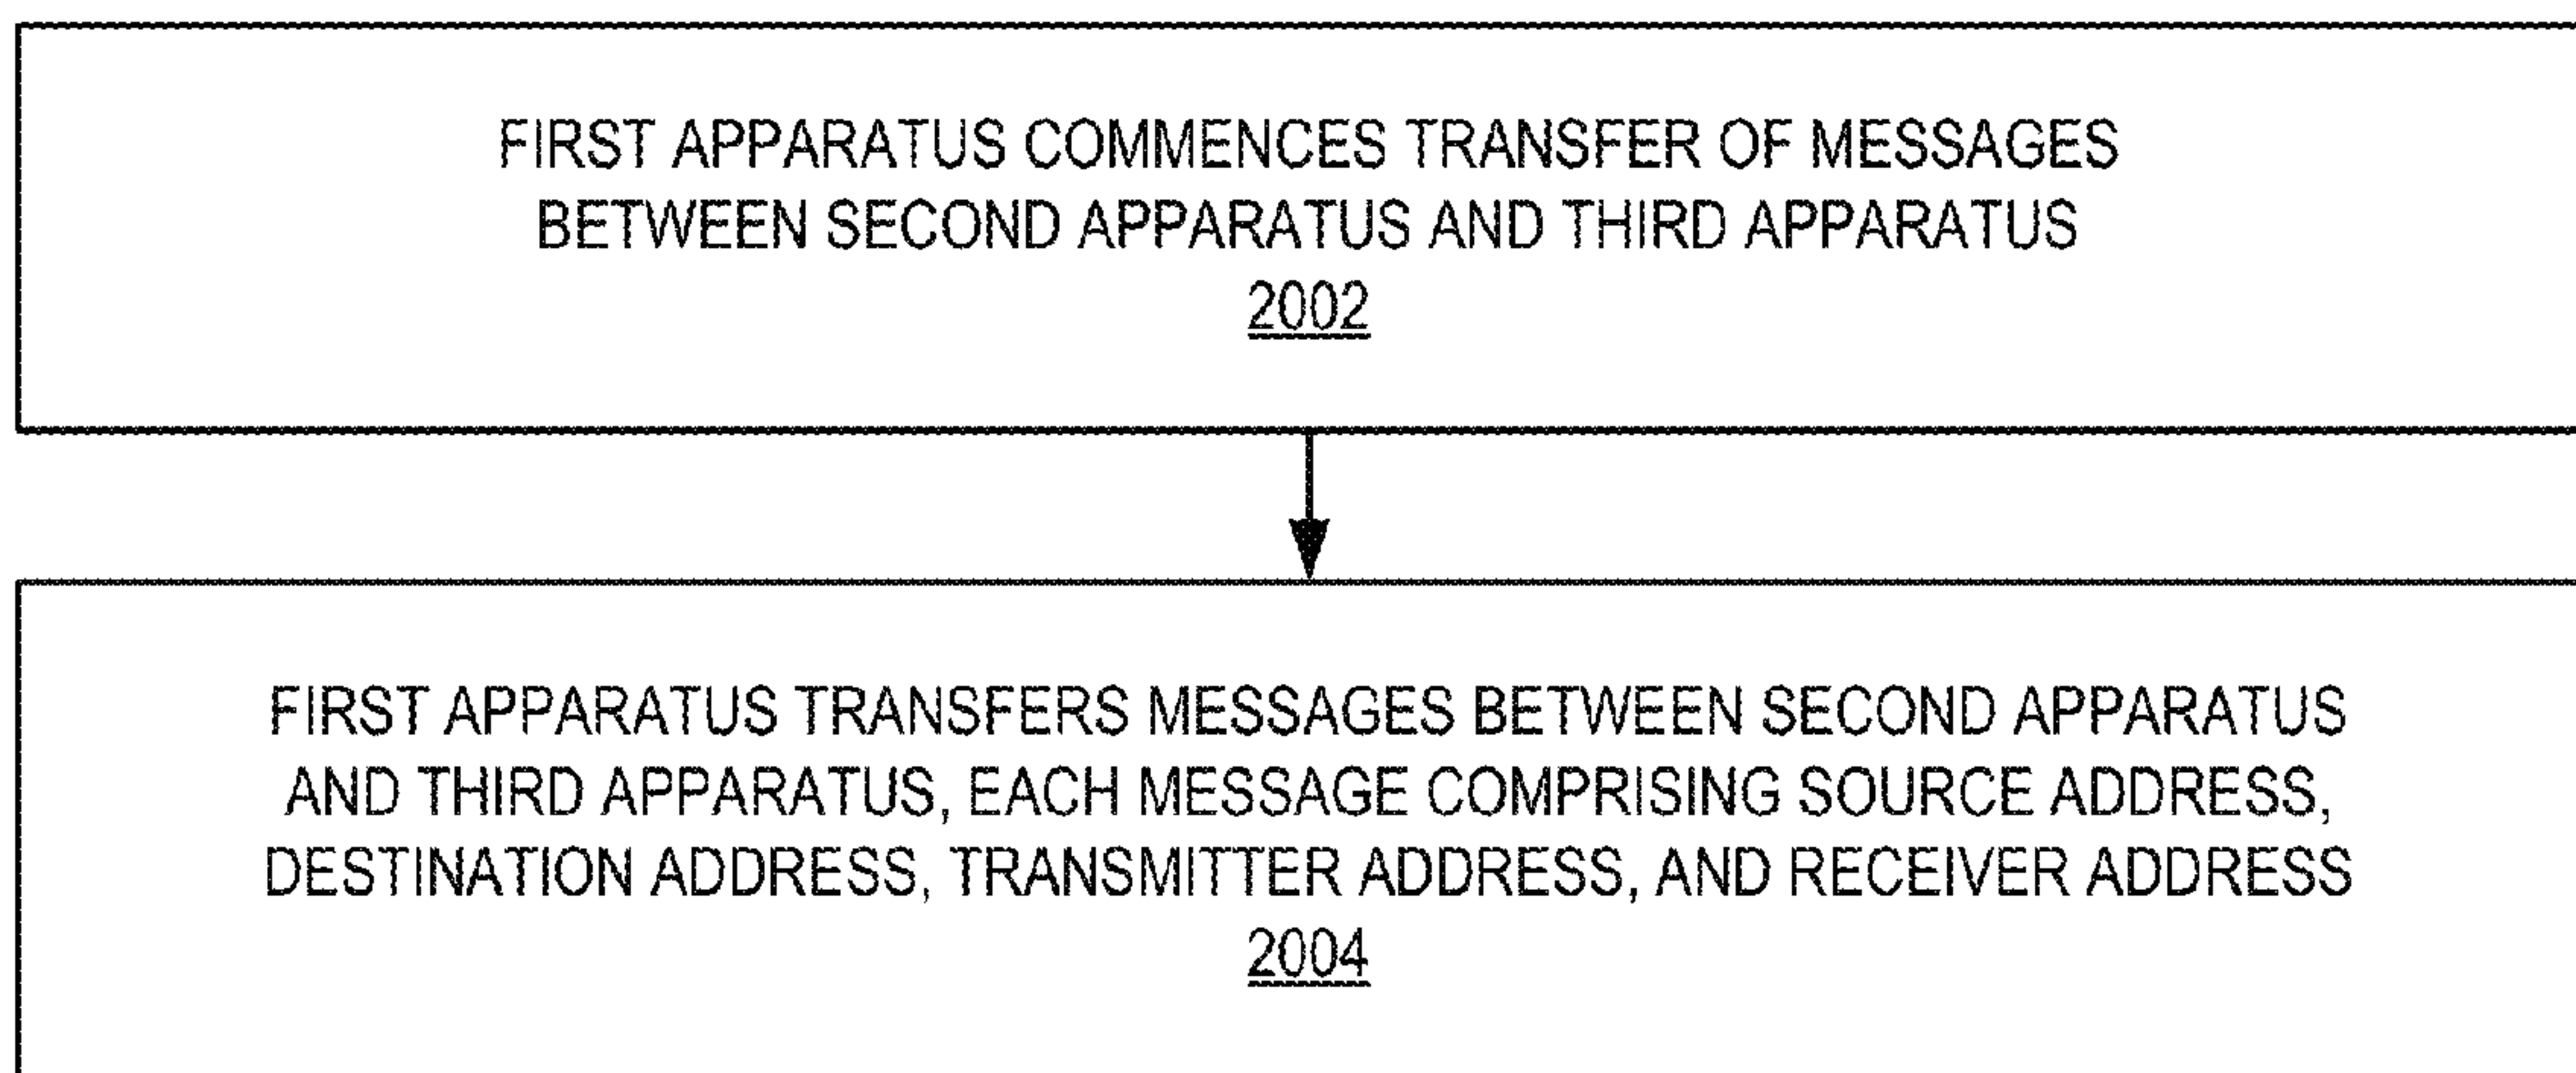 FIRST APPARATUS COMMENCES TRANSFER OF MESSAGES
BETWEEN SECOND APPARATUS AND THIRD APPARATUS
2002
FIRST APPARATUS TRANSFERS MESSAGES BETWEEN SECOND APPARATUS
AND THIRD APPARATUS, EACH MESSAGE COMPRISING SOURCE ADDRESS,
DESTINATION ADDRESS, TRANSMITTER ADDRESS, AND RECEIVER ADDRESS
2004